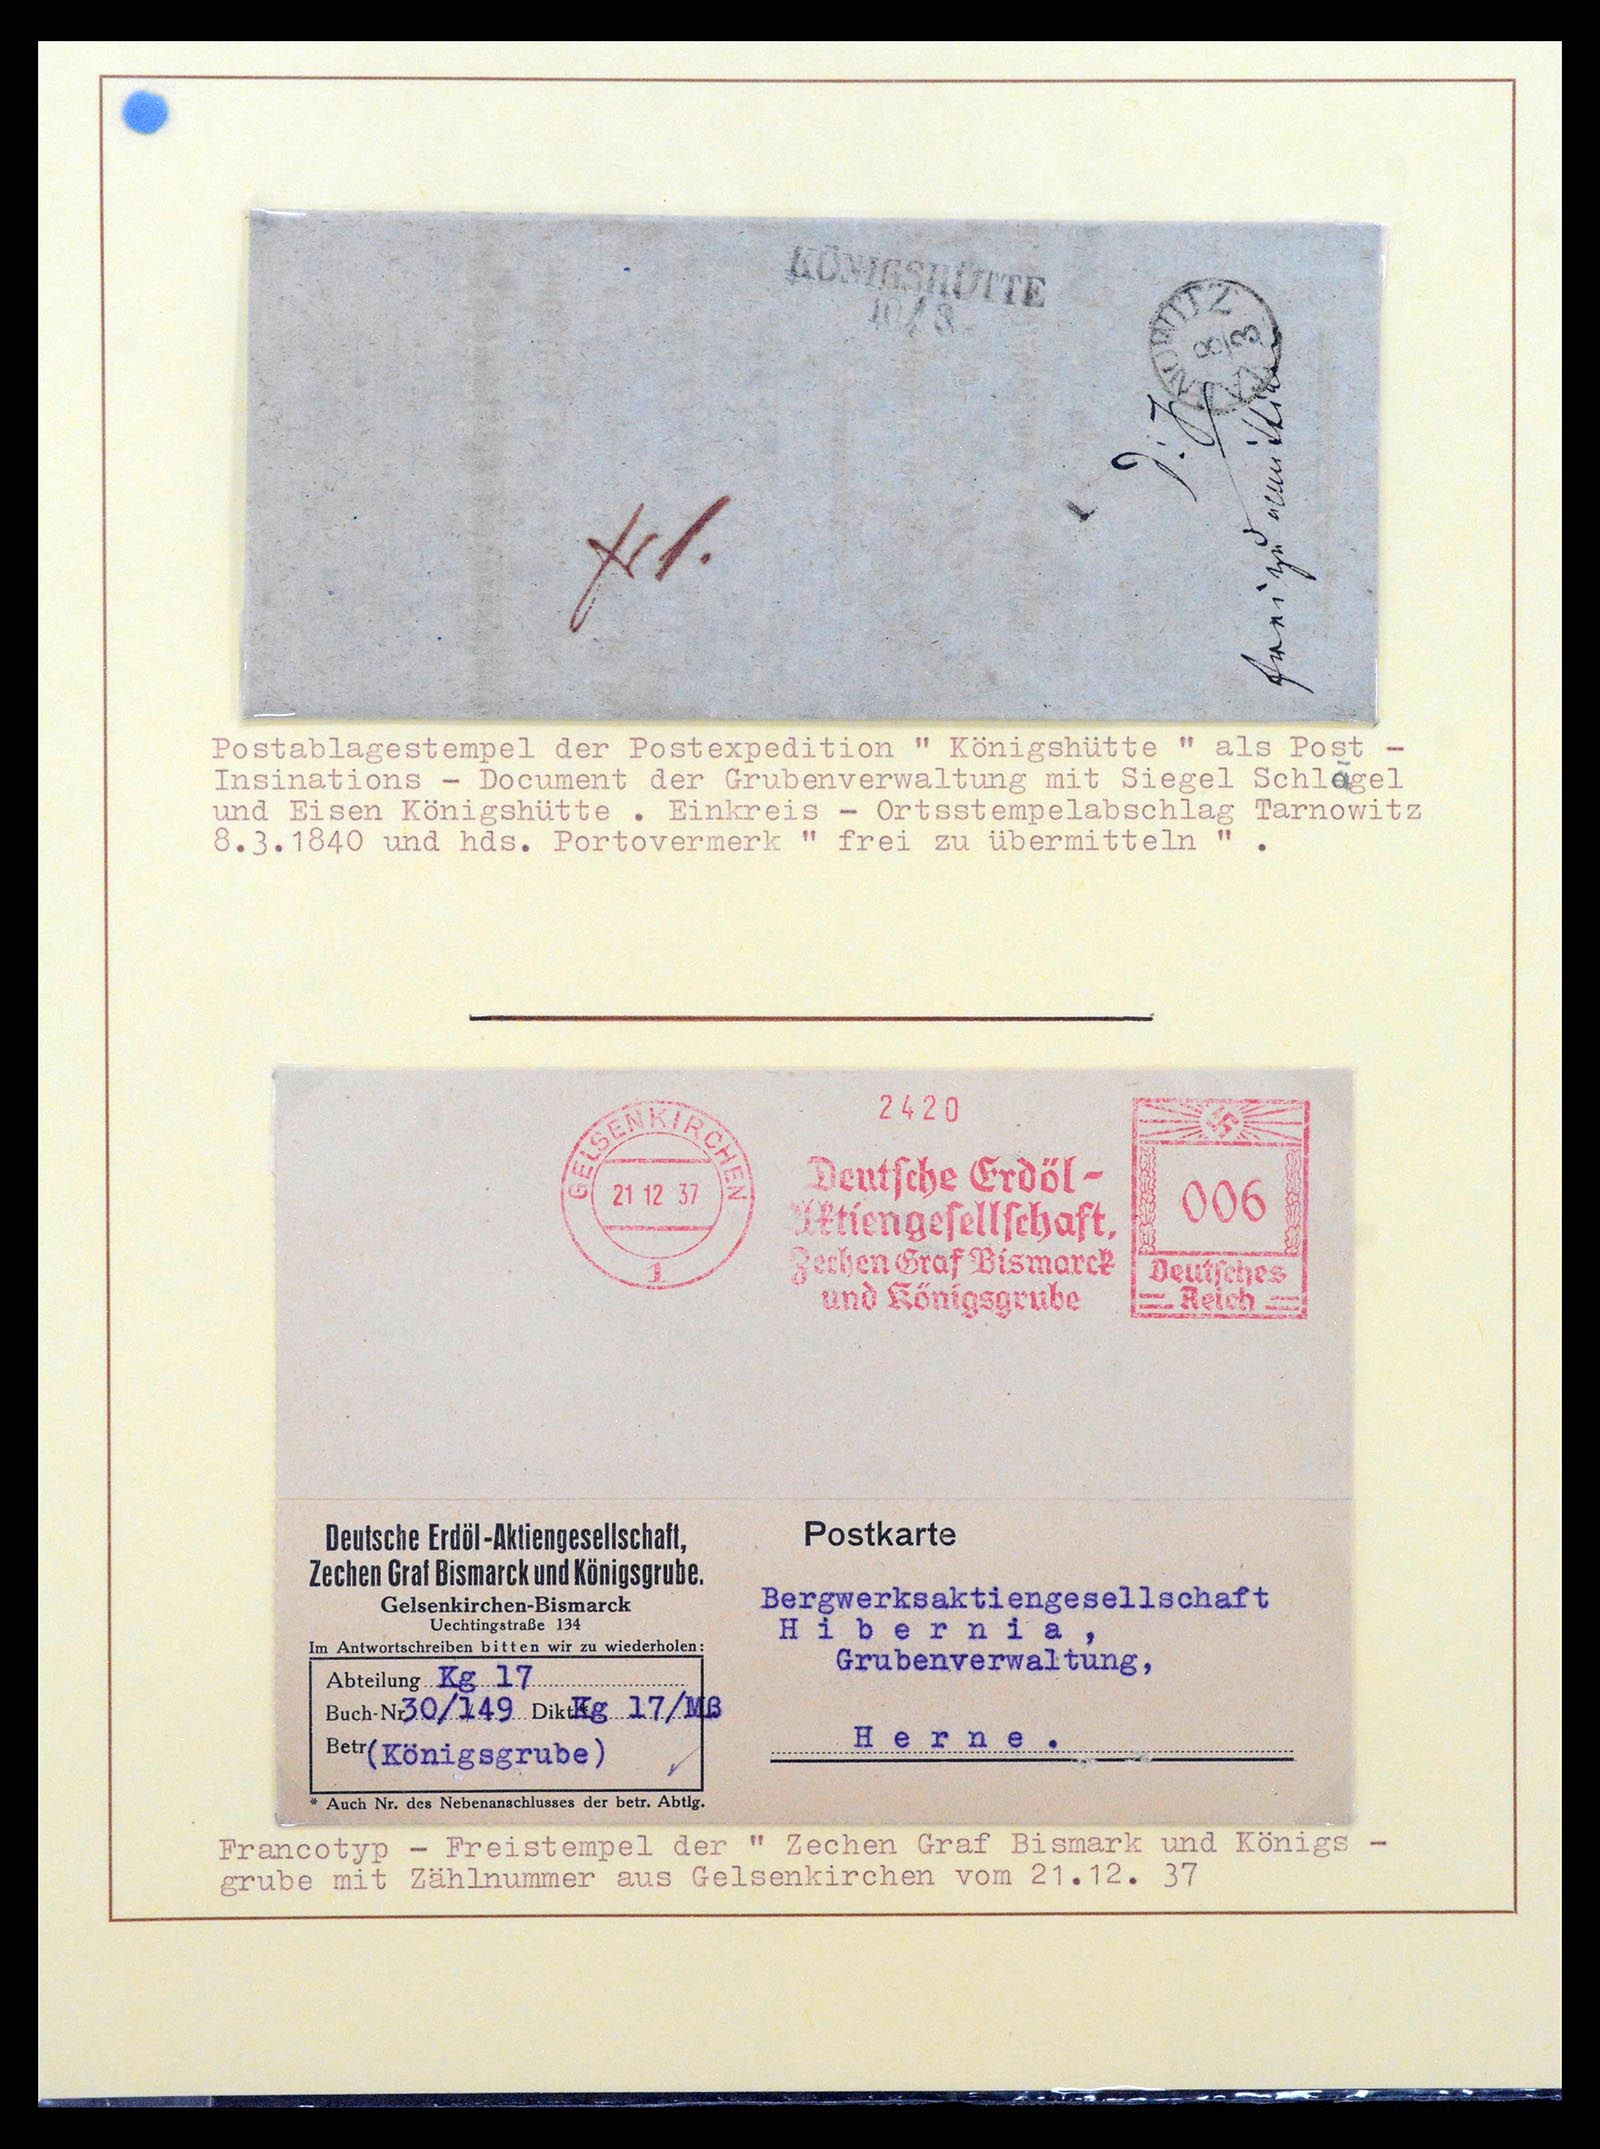 KÖNIGSHÜTTE
10/8
TARNOWITZ
8/3
frei zu übermitteln
Postablagestempel der Postexpedition " Königshütte " als Post -
Insinations - Document der Grubenverwaltung mit Siegel Schlägel
und Eisen Königshütte . Einkreis - Ortsstempelabschlag Tarnowitz
8.3.1840 und hds. Portovermerk " frei zu übermitteln " .
2420
GELSENKIRCHEN
21 12 37
1
Deutsche Erdöl-
Aktiengesellschaft,
Zechen Graf Bismarck
und Königsgrube
006
Deutsches
Reich
Deutsche Erdöl-Aktiengesellschaft,
Zechen Graf Bismarck und Königsgrube.
Gelsenkirchen-Bismarck
Uechtingstraße 134
Im Antwortschreiben bitten wir zu wiederholen:
Abteilung Kg 17
Buch-Nr 30/149 Dikt. Kg 17/Mß
Betr (Königsgrube)
* Auch Nr. des Nebenanschlusses der betr. Abtlg.
Postkarte
Bergwerksaktiengesellschaft
H i b e r n i a ,
Grubenverwaltung,
H e r n e .
Francotyp - Freistempel der " Zechen Graf Bismark und Königs -
grube mit Zählnummer aus Gelsenkirchen vom 21.12. 37